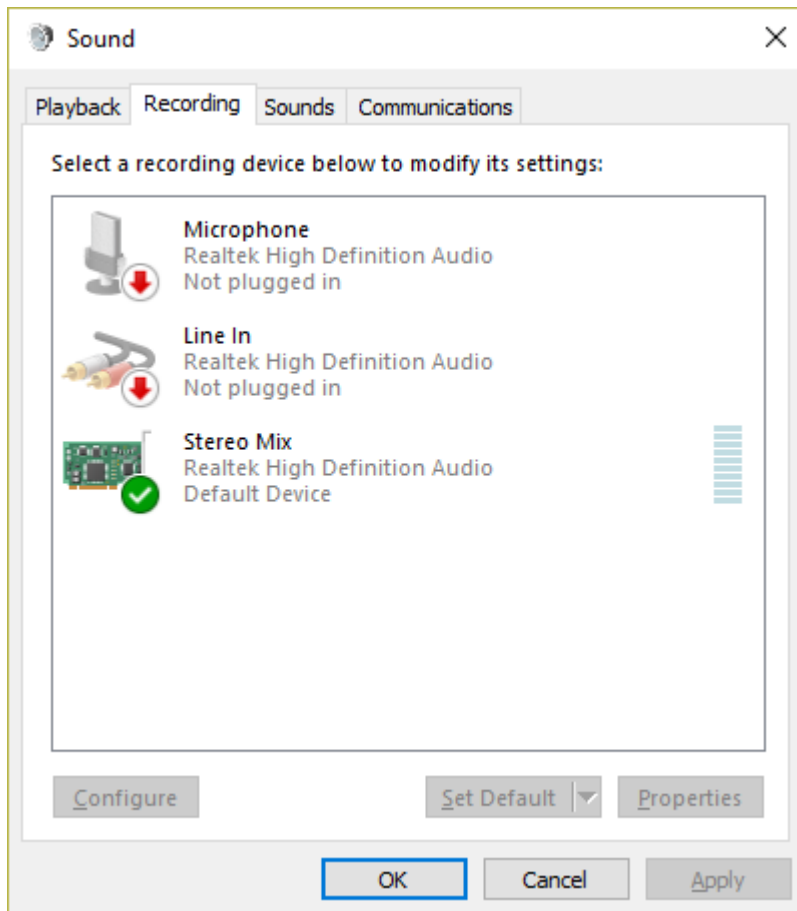 Sound
Playback Recording Sounds Communications
Select a recording device below to modify its settings:
Microphone
Realtek High Definition Audio
Not plugged in
Line In
Realtek High Definition Audio
Not plugged in
Stereo Mix
Realtek High Definition Audio
Default Device
Configure Set Default Properties
OK Cancel Apply